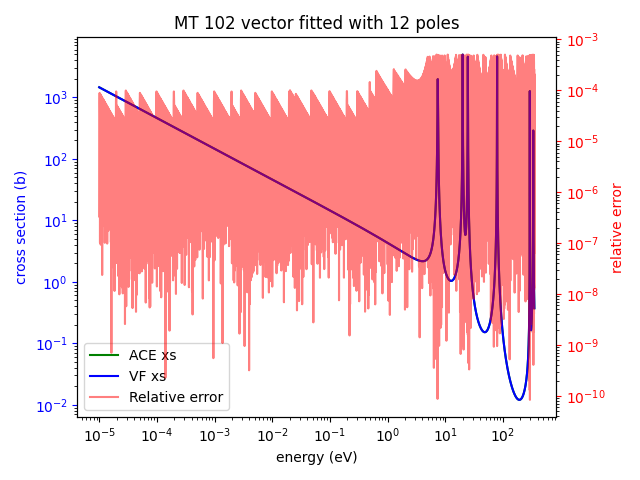 MT 102 vector fitted with 12 poles
cross section (b)
10³
10²
10¹
10⁰
10⁻¹
10⁻²
10⁻³
10⁻⁴
10⁻⁵
10⁻⁶
10⁻⁷
10⁻⁸
10⁻⁹
10⁻¹⁰
relative error
ACE xs
VF xs
Relative error
10⁻⁵ 10⁻⁴ 10⁻³ 10⁻² 10⁻¹ 10⁰ 10¹ 10²
energy (eV)